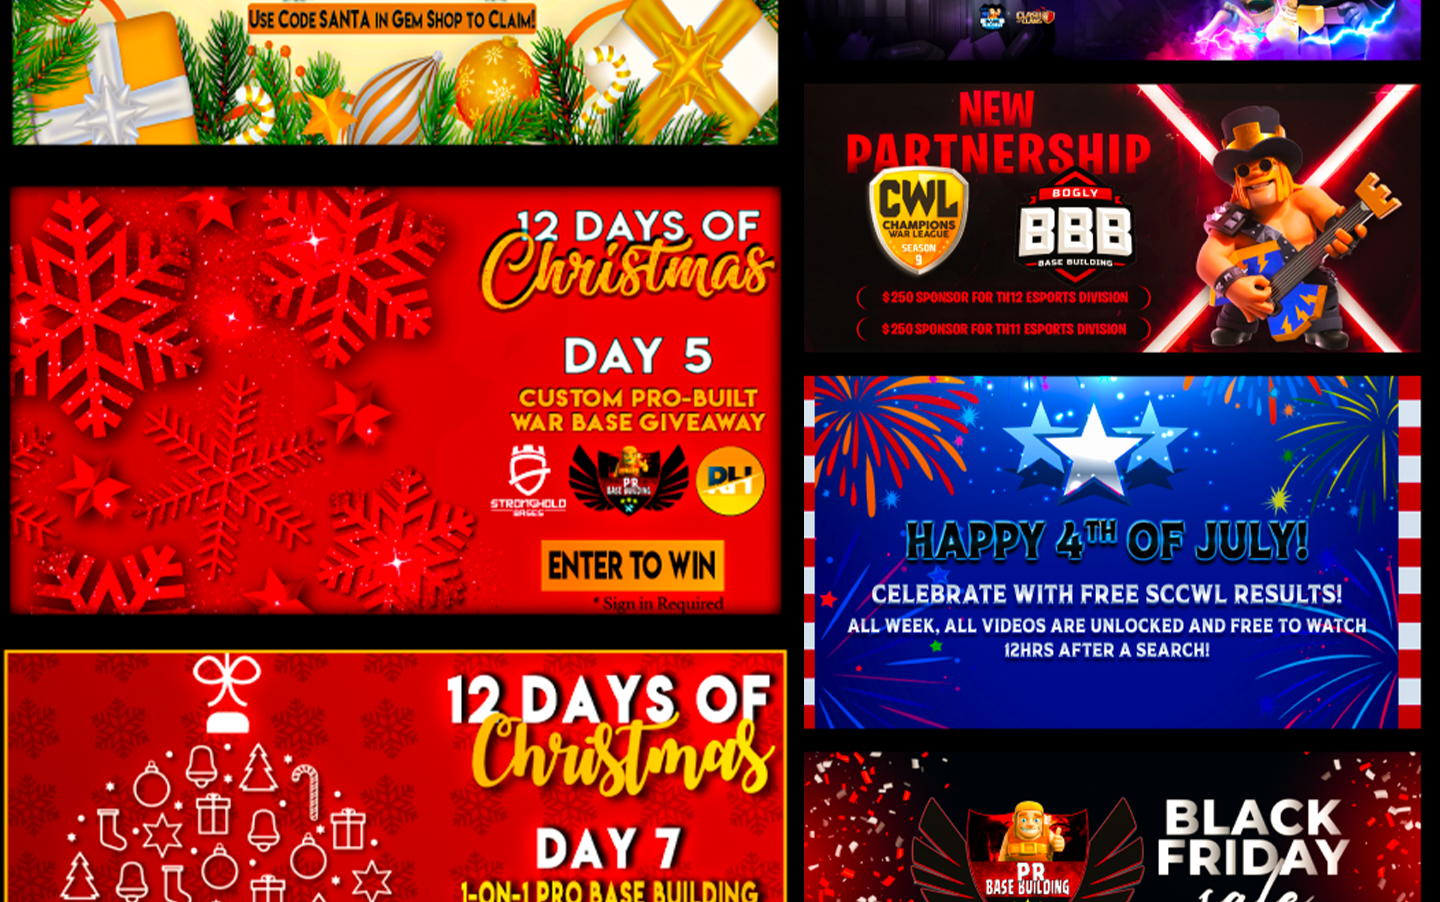 USE CODE SANTA IN GEM SHOP TO CLAIM!
12 DAYS OF
Christmas
DAY 5
CUSTOM PRO-BUILT
WAR BASE GIVEAWAY
STRONGHOLD
BASES
PR
BASE BUILDING
RH
ENTER TO WIN
* Sign in Required
12 DAYS OF
Christmas
DAY 7
1-ON-1 PRO BASE BUILDING
CLASH
CLANS
NEW
PARTNERSHIP
CWL
CHAMPIONS
WAR LEAGUE
SEASON
9
BOGLY
BBB
BASE BUILDING
$250 SPONSOR FOR TH12 ESPORTS DIVISION
$250 SPONSOR FOR TH11 ESPORTS DIVISION
HAPPY 4TH OF JULY!
CELEBRATE WITH FREE SCCWL RESULTS!
ALL WEEK, ALL VIDEOS ARE UNLOCKED AND FREE TO WATCH
12HRS AFTER A SEARCH!
PR
BASE BUILDING
BLACK
FRIDAY
sale